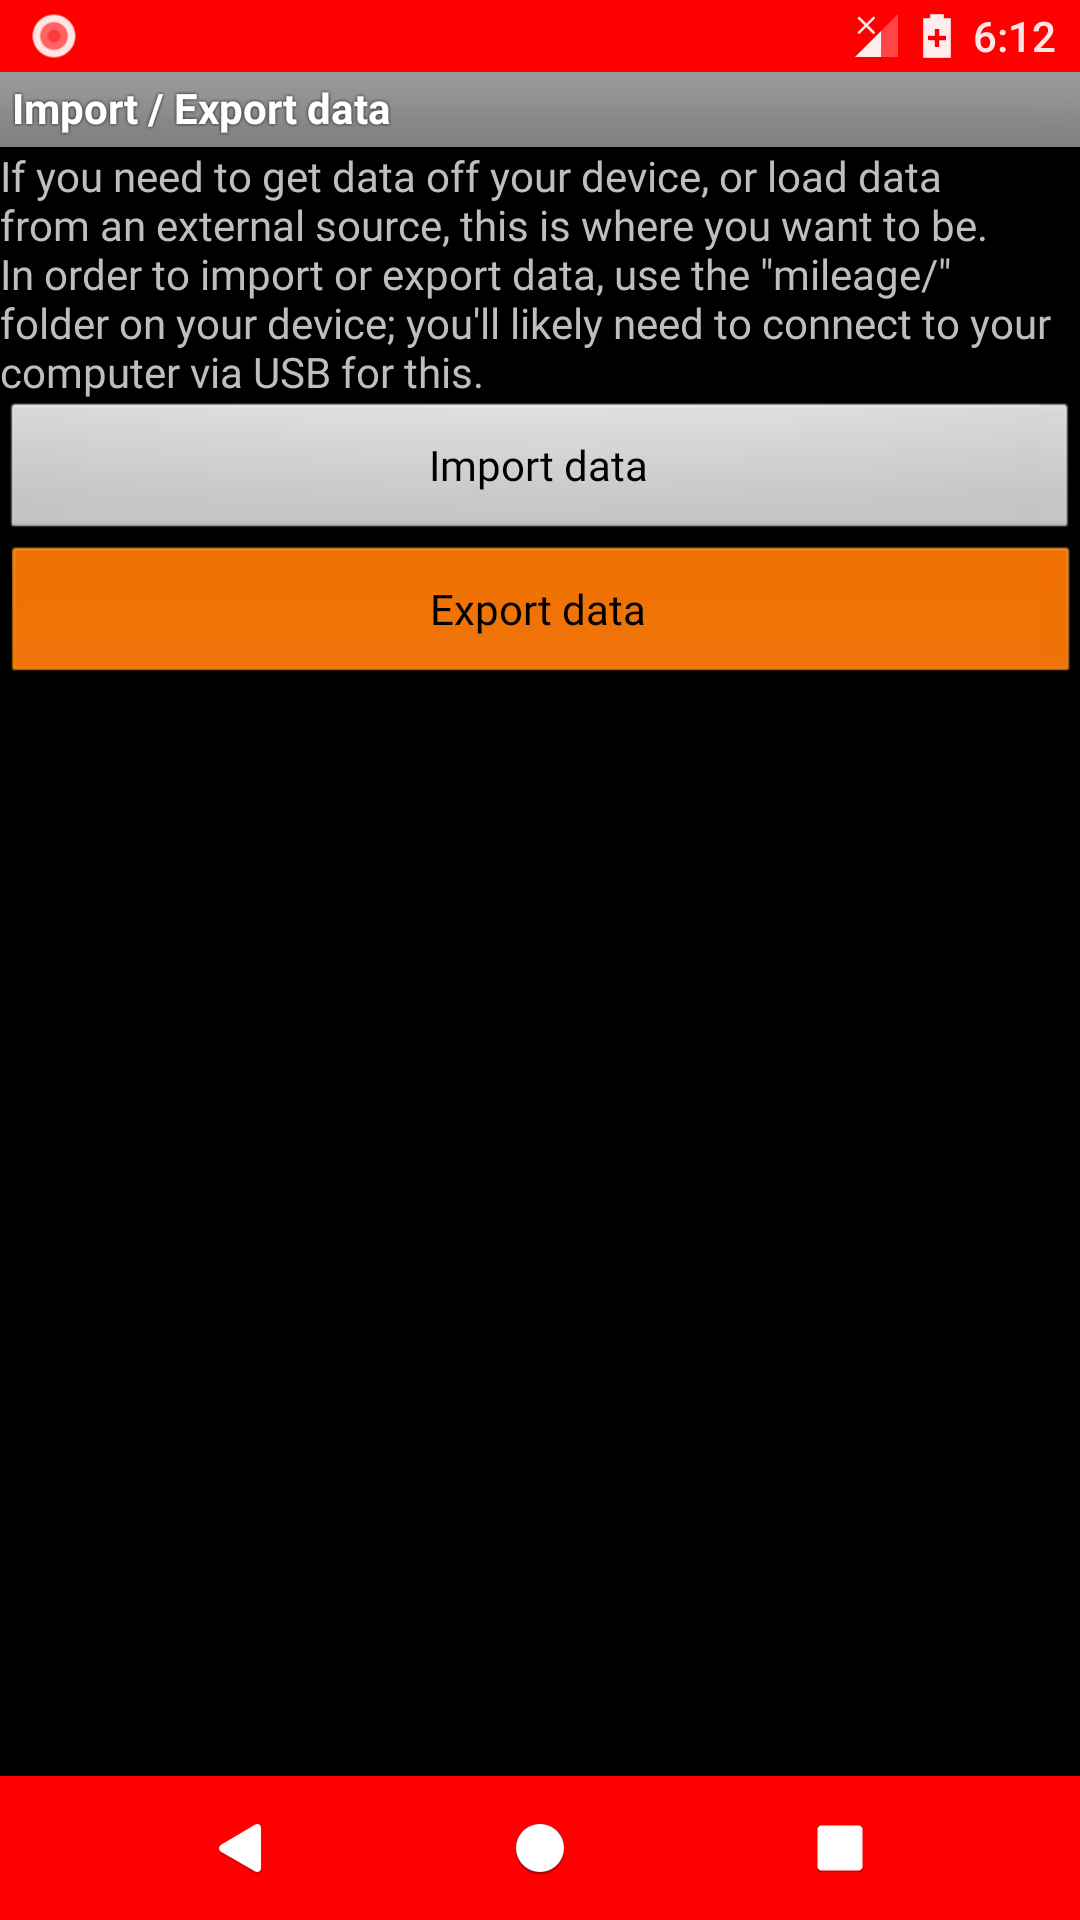 6:12
Import / Export data
If you need to get data off your device, or load data
from an external source, this is where you want to be.
In order to import or export data, use the "mileage/"
folder on your device; you'll likely need to connect to your
computer via USB for this.
Import data
Export data